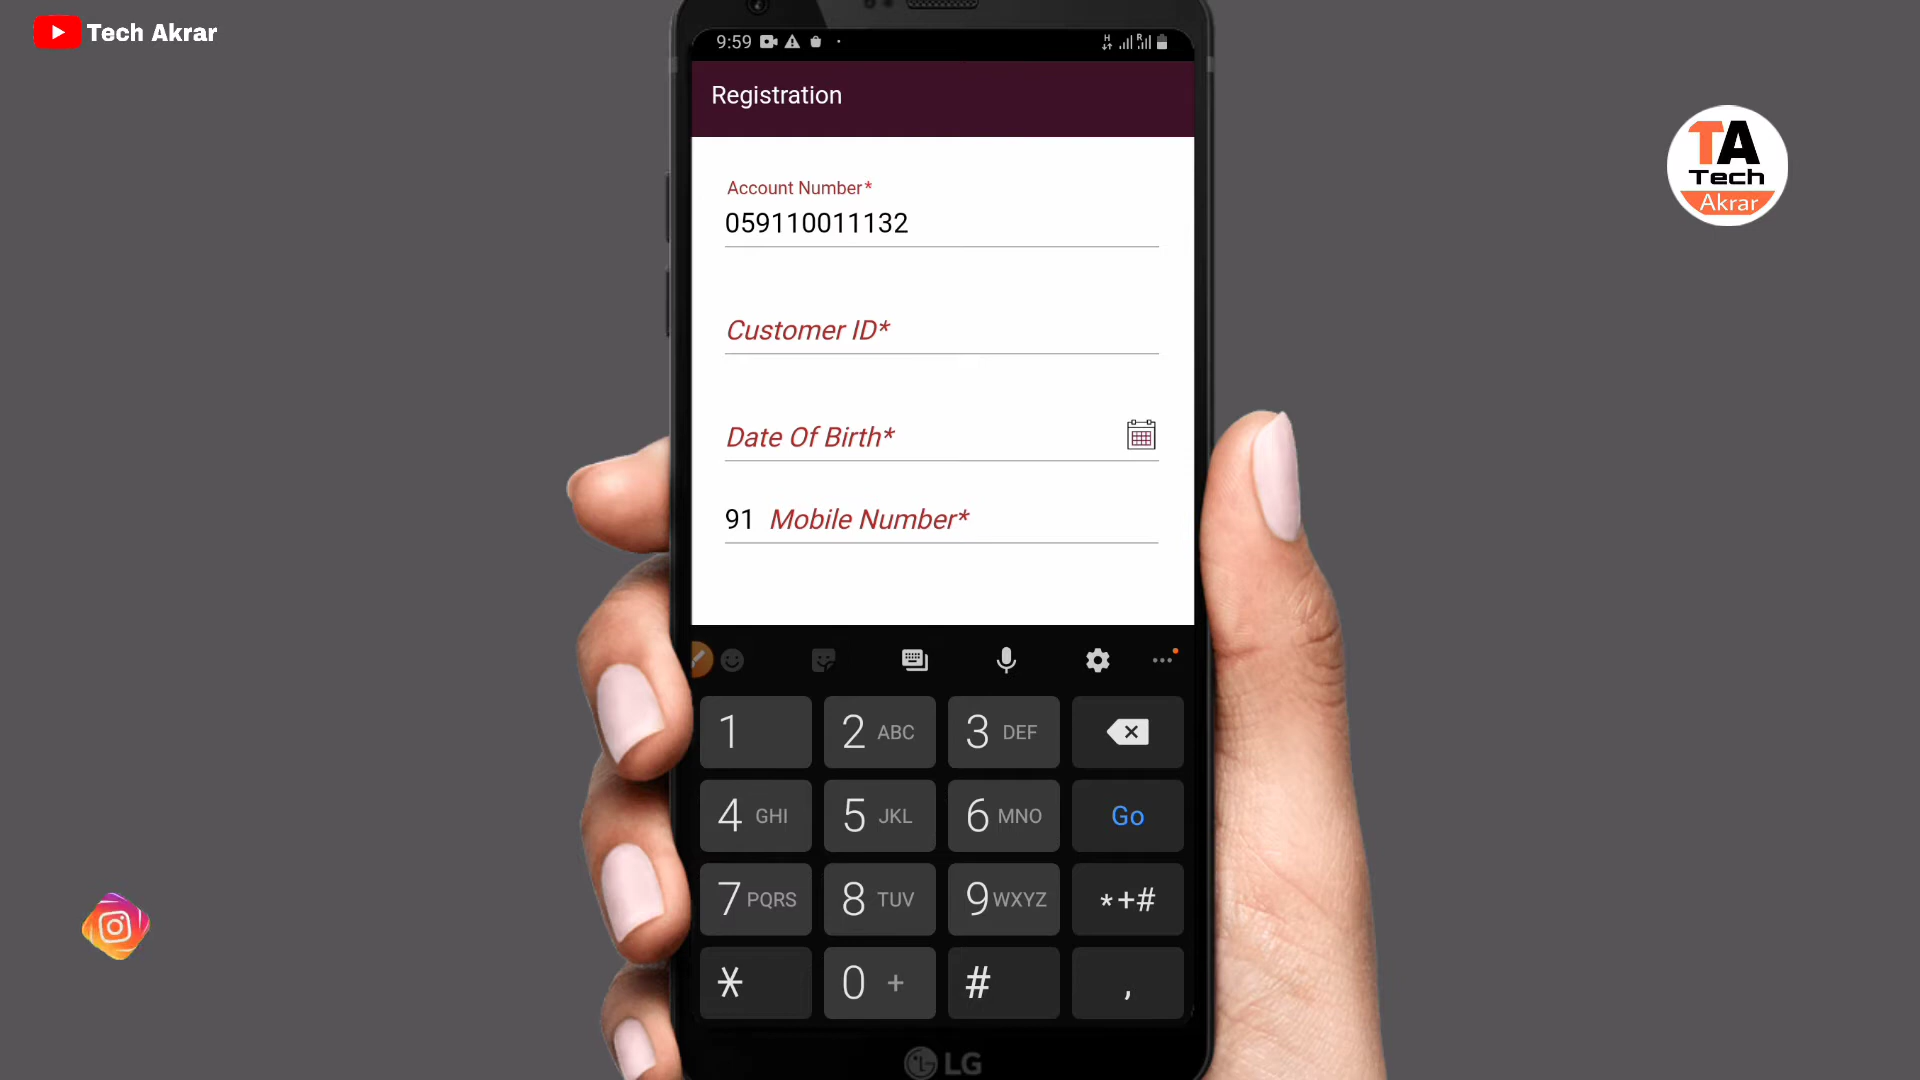 Tech Akrar
9:59
Registration
TA
Tech
Akrar
Account Number*
059110011132
Customer ID*
Date Of Birth*
91 Mobile Number*
1
2 ABC
3 DEF
4 GHI
5 JKL
6 MNO
Go
7 PQRS
8 TUV
9 WXYZ
*+#
*
0 +
#
,
LG